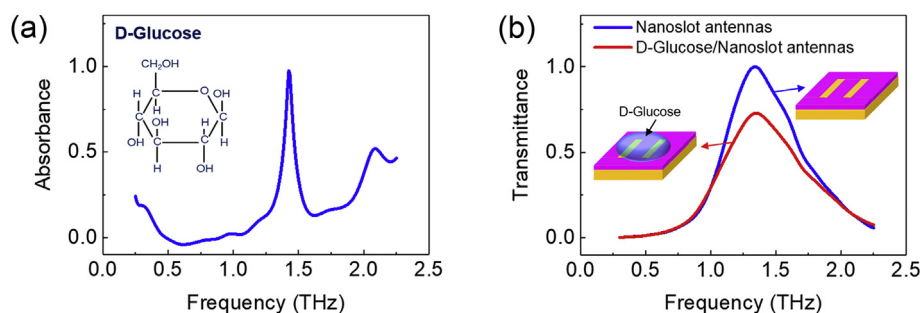 (a)
D-Glucose
CH₂OH
C
O
H
H
OH
H
C
C
OH
H
OH
C
C
H
H
OH
Absorbance
1.0
0.5
0.0
0.0
0.5
1.0
1.5
2.0
2.5
Frequency (THz)
(b)
Nanoslot antennas
D-Glucose/Nanoslot antennas
D-Glucose
Transmittance
1.0
0.5
0.0
0.0
0.5
1.0
1.5
2.0
2.5
Frequency (THz)